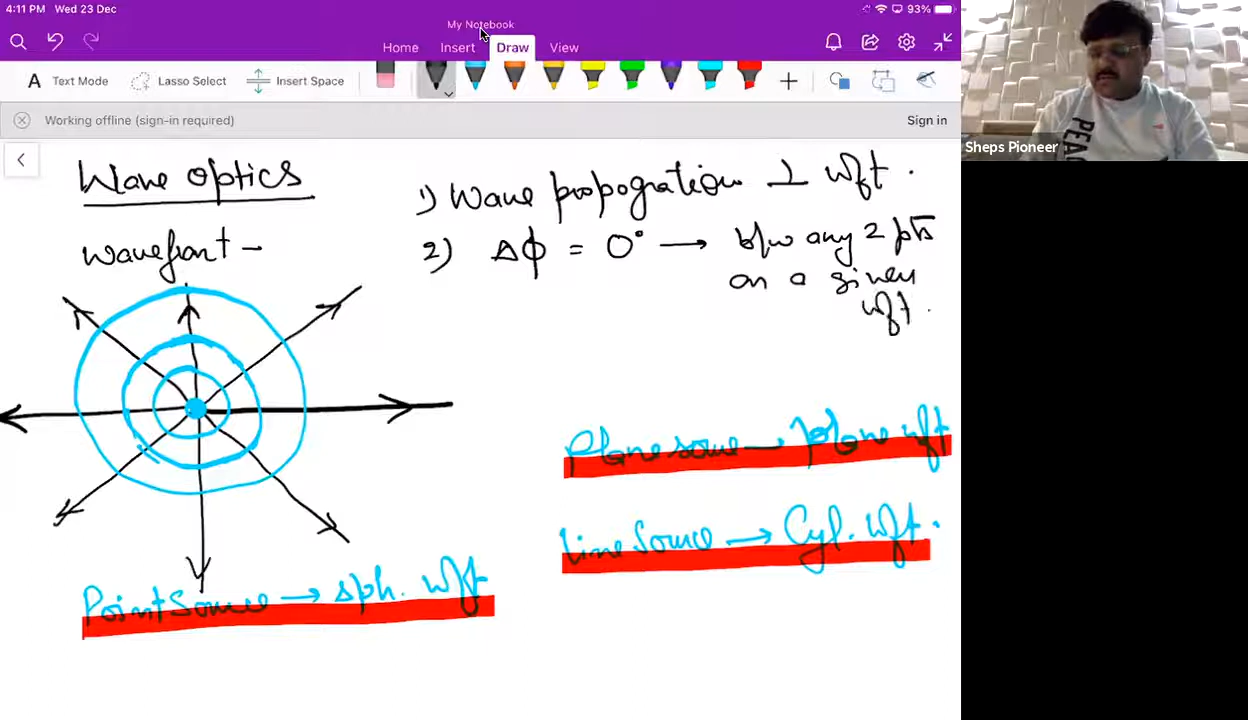 4:11 PM Wed 23 Dec
93%
My Notebook
Home Insert Draw View
A Text Mode Lasso Select Insert Space
Working offline (sign-in required) Sign in
Sheps Pioneer
Wave optics
Wavefront -
1) Wave propogration ⊥ wft.
2) Δϕ = 0° → b/w any 2 pts
on a given
wft.
Plane source → plane wft
Line Source → Cyl. wft.
Point Source → sph. wft
PEA